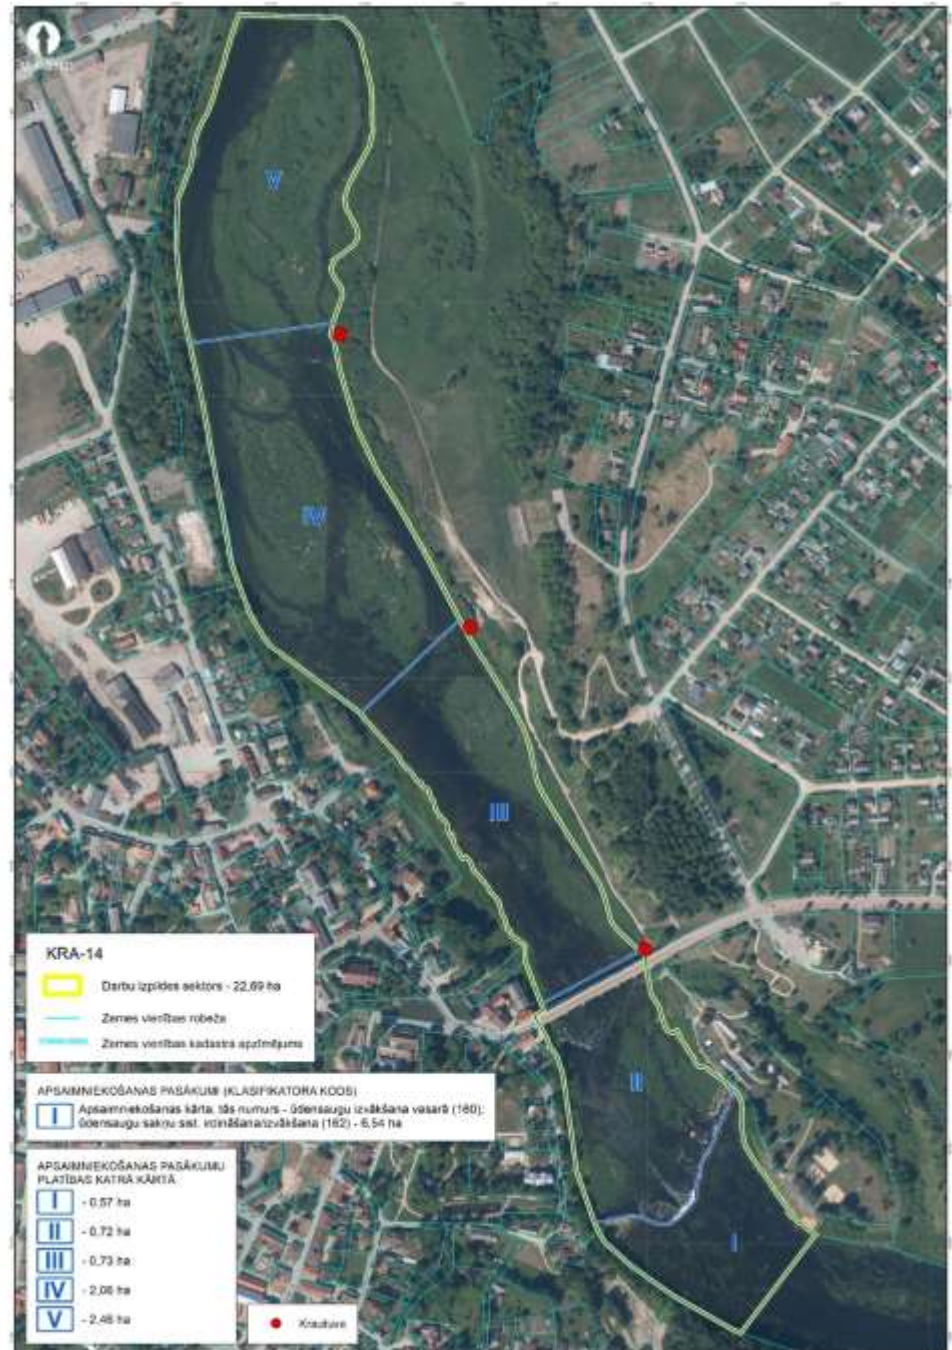 V
IV
III
II
I
KRA-14
Darbu izpildes sektors - 22,69 ha
Zemes vienības robeža
Zemes vienības kadastra apzīmējums
APSAIMNIEKOŠANAS PASĀKUMI (KLASIFIKATORA KODS)
I Apsaimniekošanas kārta, tās numurs - ūdensaugu izvākšana vasarā (160);
ūdensaugu sakņu sist. irdināšana/izvākšana (162) - 6,54 ha
APSAIMNIEKOŠANAS PASĀKUMU
PLATĪBAS KATRĀ KĀRTĀ
I - 0,57 ha
II - 0,72 ha
III - 0,73 ha
IV - 2,06 ha
V - 2,46 ha
Krautuve